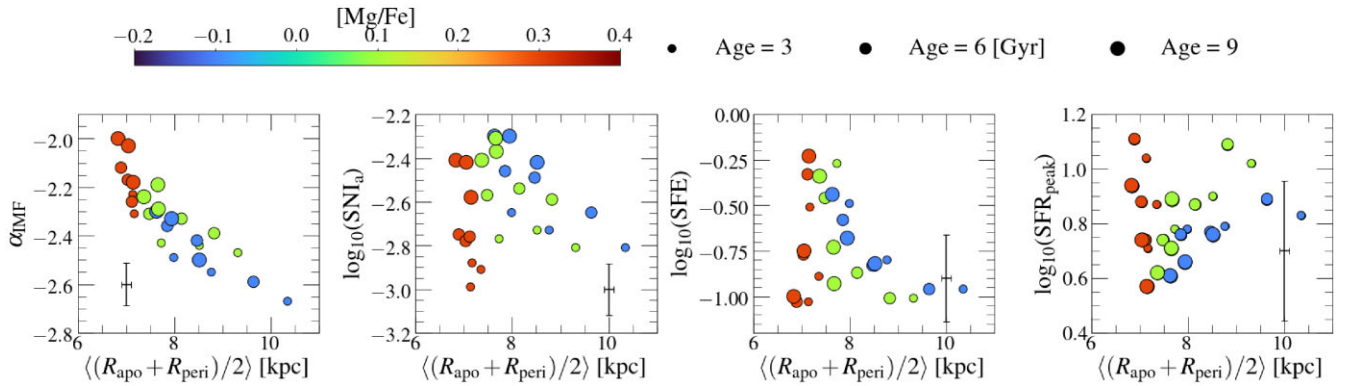 [Mg/Fe]
−0.2 −0.1 0.0 0.1 0.2 0.3 0.4
Age = 3 Age = 6 [Gyr] Age = 9
α_IMF
−2.0
−2.2
−2.4
−2.6
−2.8
6 8 10
⟨(R_apo + R_peri)/2⟩ [kpc]
log₁₀(SNI_a)
−2.2
−2.4
−2.6
−2.8
−3.0
−3.2
6 8 10
⟨(R_apo + R_peri)/2⟩ [kpc]
log₁₀(SFE)
0.00
−0.25
−0.50
−0.75
−1.00
6 8 10
⟨(R_apo + R_peri)/2⟩ [kpc]
log₁₀(SFR_peak)
1.2
1.0
0.8
0.6
0.4
6 8 10
⟨(R_apo + R_peri)/2⟩ [kpc]